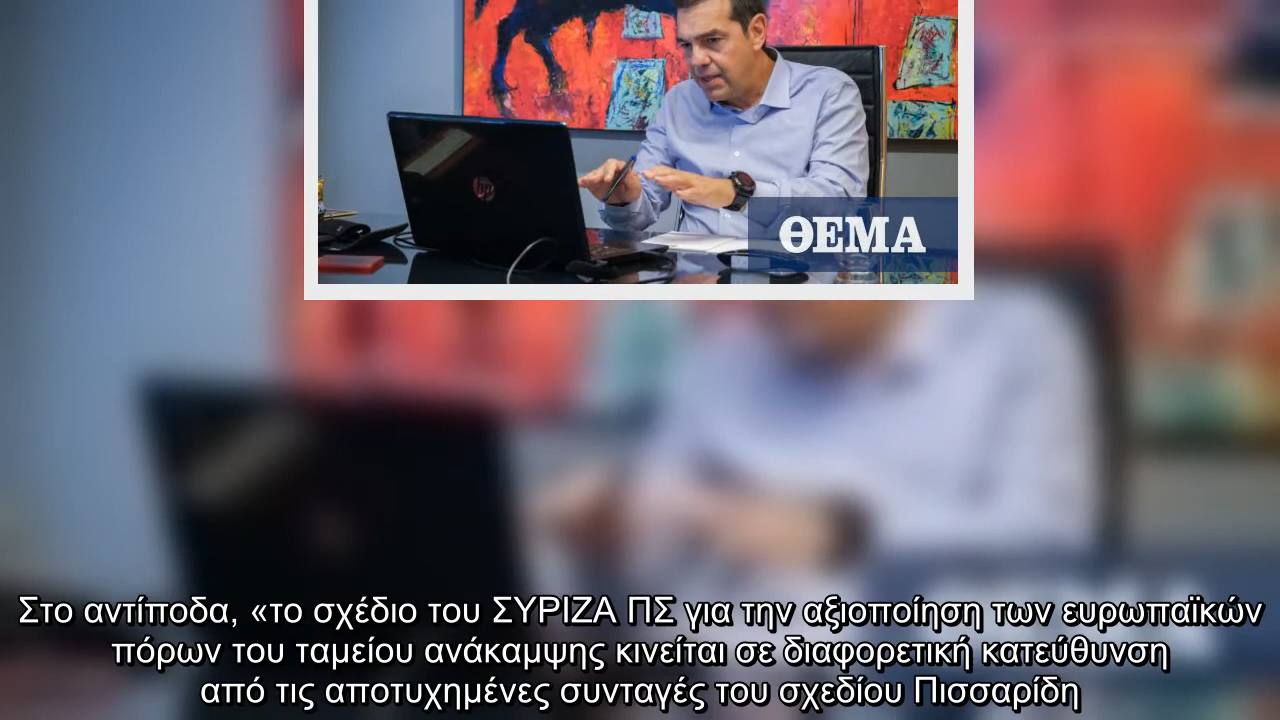 hp
ΘΕΜΑ
Στο αντίποδα, «το σχέδιο του ΣΥΡΙΖΑ ΠΣ για την αξιοποίηση των ευρωπαϊκών
πόρων του ταμείου ανάκαμψης κινείται σε διαφορετική κατεύθυνση
από τις αποτυχημένες συνταγές του σχεδίου Πισσαρίδη